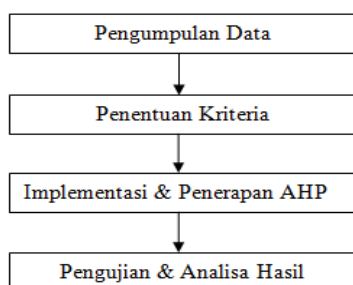 Pengumpulan Data
Penentuan Kriteria
Implementasi & Penerapan AHP
Pengujian & Analisa Hasil